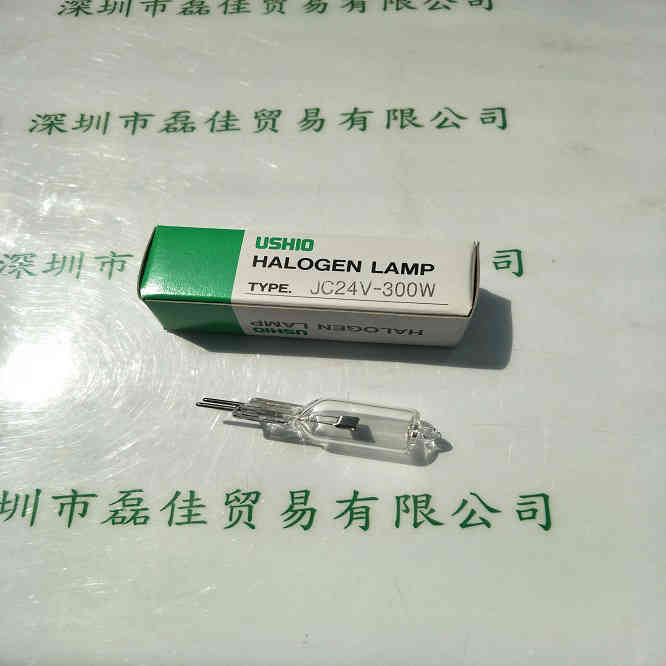 深圳市磊佳贸易有限公司
深圳市磊佳贸易有限公司
深圳市磊
司
USHIO
HALOGEN LAMP
TYPE. JC24V-300W
USHIO
HALOGEN LAMP
圳市磊佳贸易有限公司